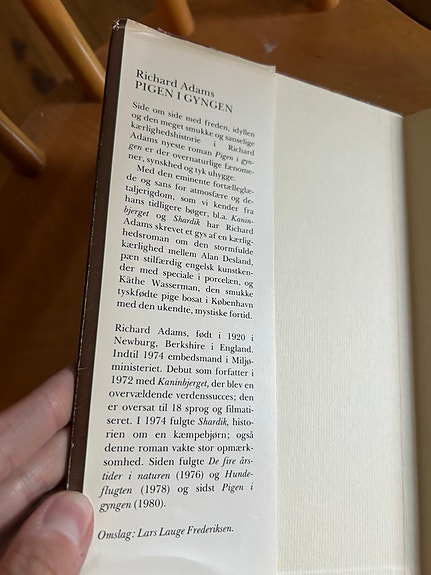 Richard Adams
PIGEN I GYNGEN
Side om side med freden, idyllen
og den meget smukke og sanselige
kærlighedshistorie i Richard
Adams nyeste roman Pigen i gyn-
gen er der overnaturlige fænome-
ner, synskhed og tyk uhygge.
Med den eminente fortælleglæ-
de og sans for atmosfære og de-
taljerigdom, som vi kender fra
hans tidligere bøger, bl.a. Kanin-
bjerget og Shardik har Richard
Adams skrevet et gys af en kærlig-
hedsroman om den stormfulde
kærlighed mellem Alan Desland,
pæn stilfærdig engelsk kunstken-
der med speciale i porcelæn, og
Käthe Wasserman, den smukke
tyskfødte pige bosat i København
med den ukendte, mystiske fortid.
Richard Adams, født i 1920 i
Newburg, Berkshire i England.
Indtil 1974 embedsmand i Miljø-
ministeriet. Debut som forfatter i
1972 med Kaninbjerget, der blev en
overvældende verdenssucces; den
er oversat til 18 sprog og filmati-
seret. I 1974 fulgte Shardik, histo-
rien om en kæmpebjørn; også
denne roman vakte stor opmærk-
somhed. Siden fulgte De fire års-
tider i naturen (1976) og Hunde-
flugten (1978) og sidst Pigen i
gyngen (1980).
Omslag: Lars Lauge Frederiksen.